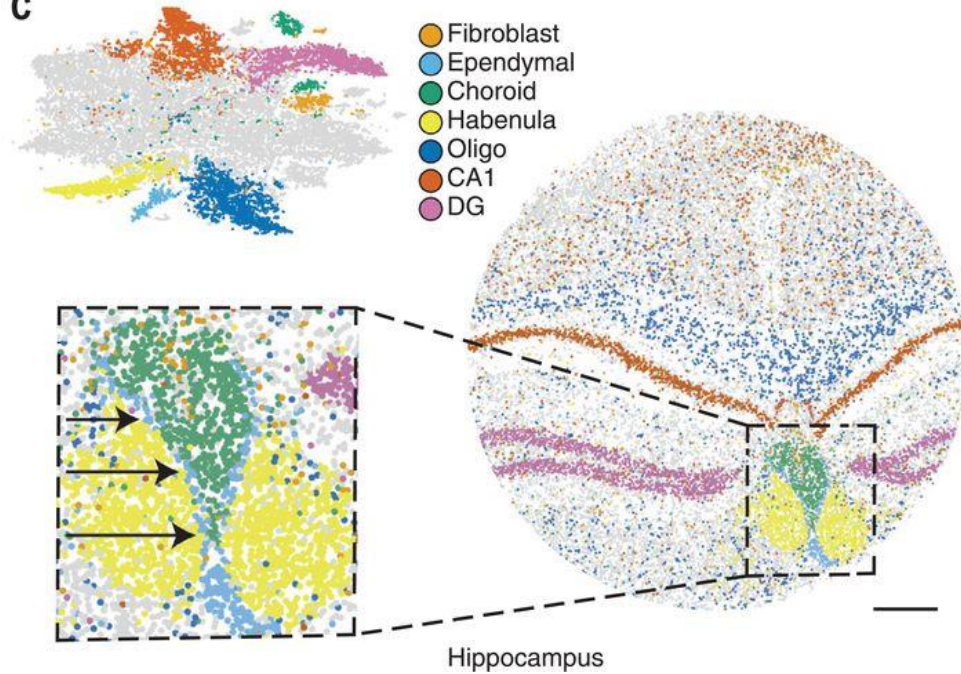 c
Fibroblast
Ependymal
Choroid
Habenula
Oligo
CA1
DG
Hippocampus